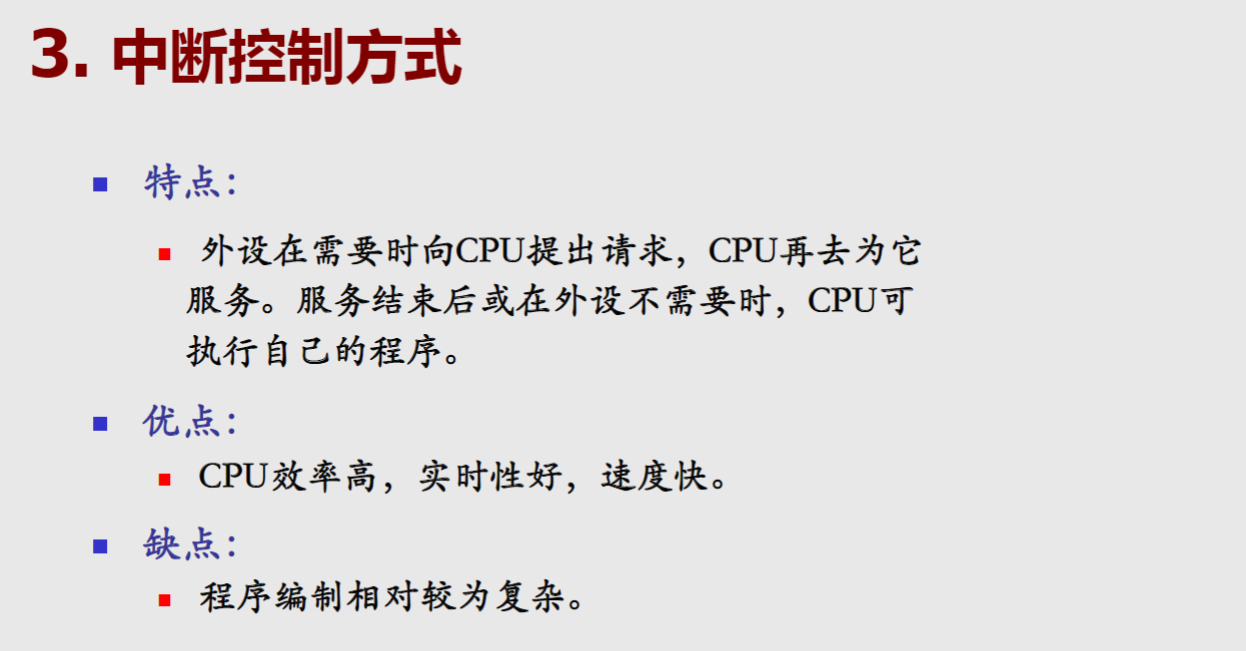 3. 中断控制方式
特点：
外设在需要时向CPU提出请求，CPU再去为它
服务。服务结束后或在外设不需要时，CPU可
执行自己的程序。
优点：
CPU效率高，实时性好，速度快。
缺点：
程序编制相对较为复杂。